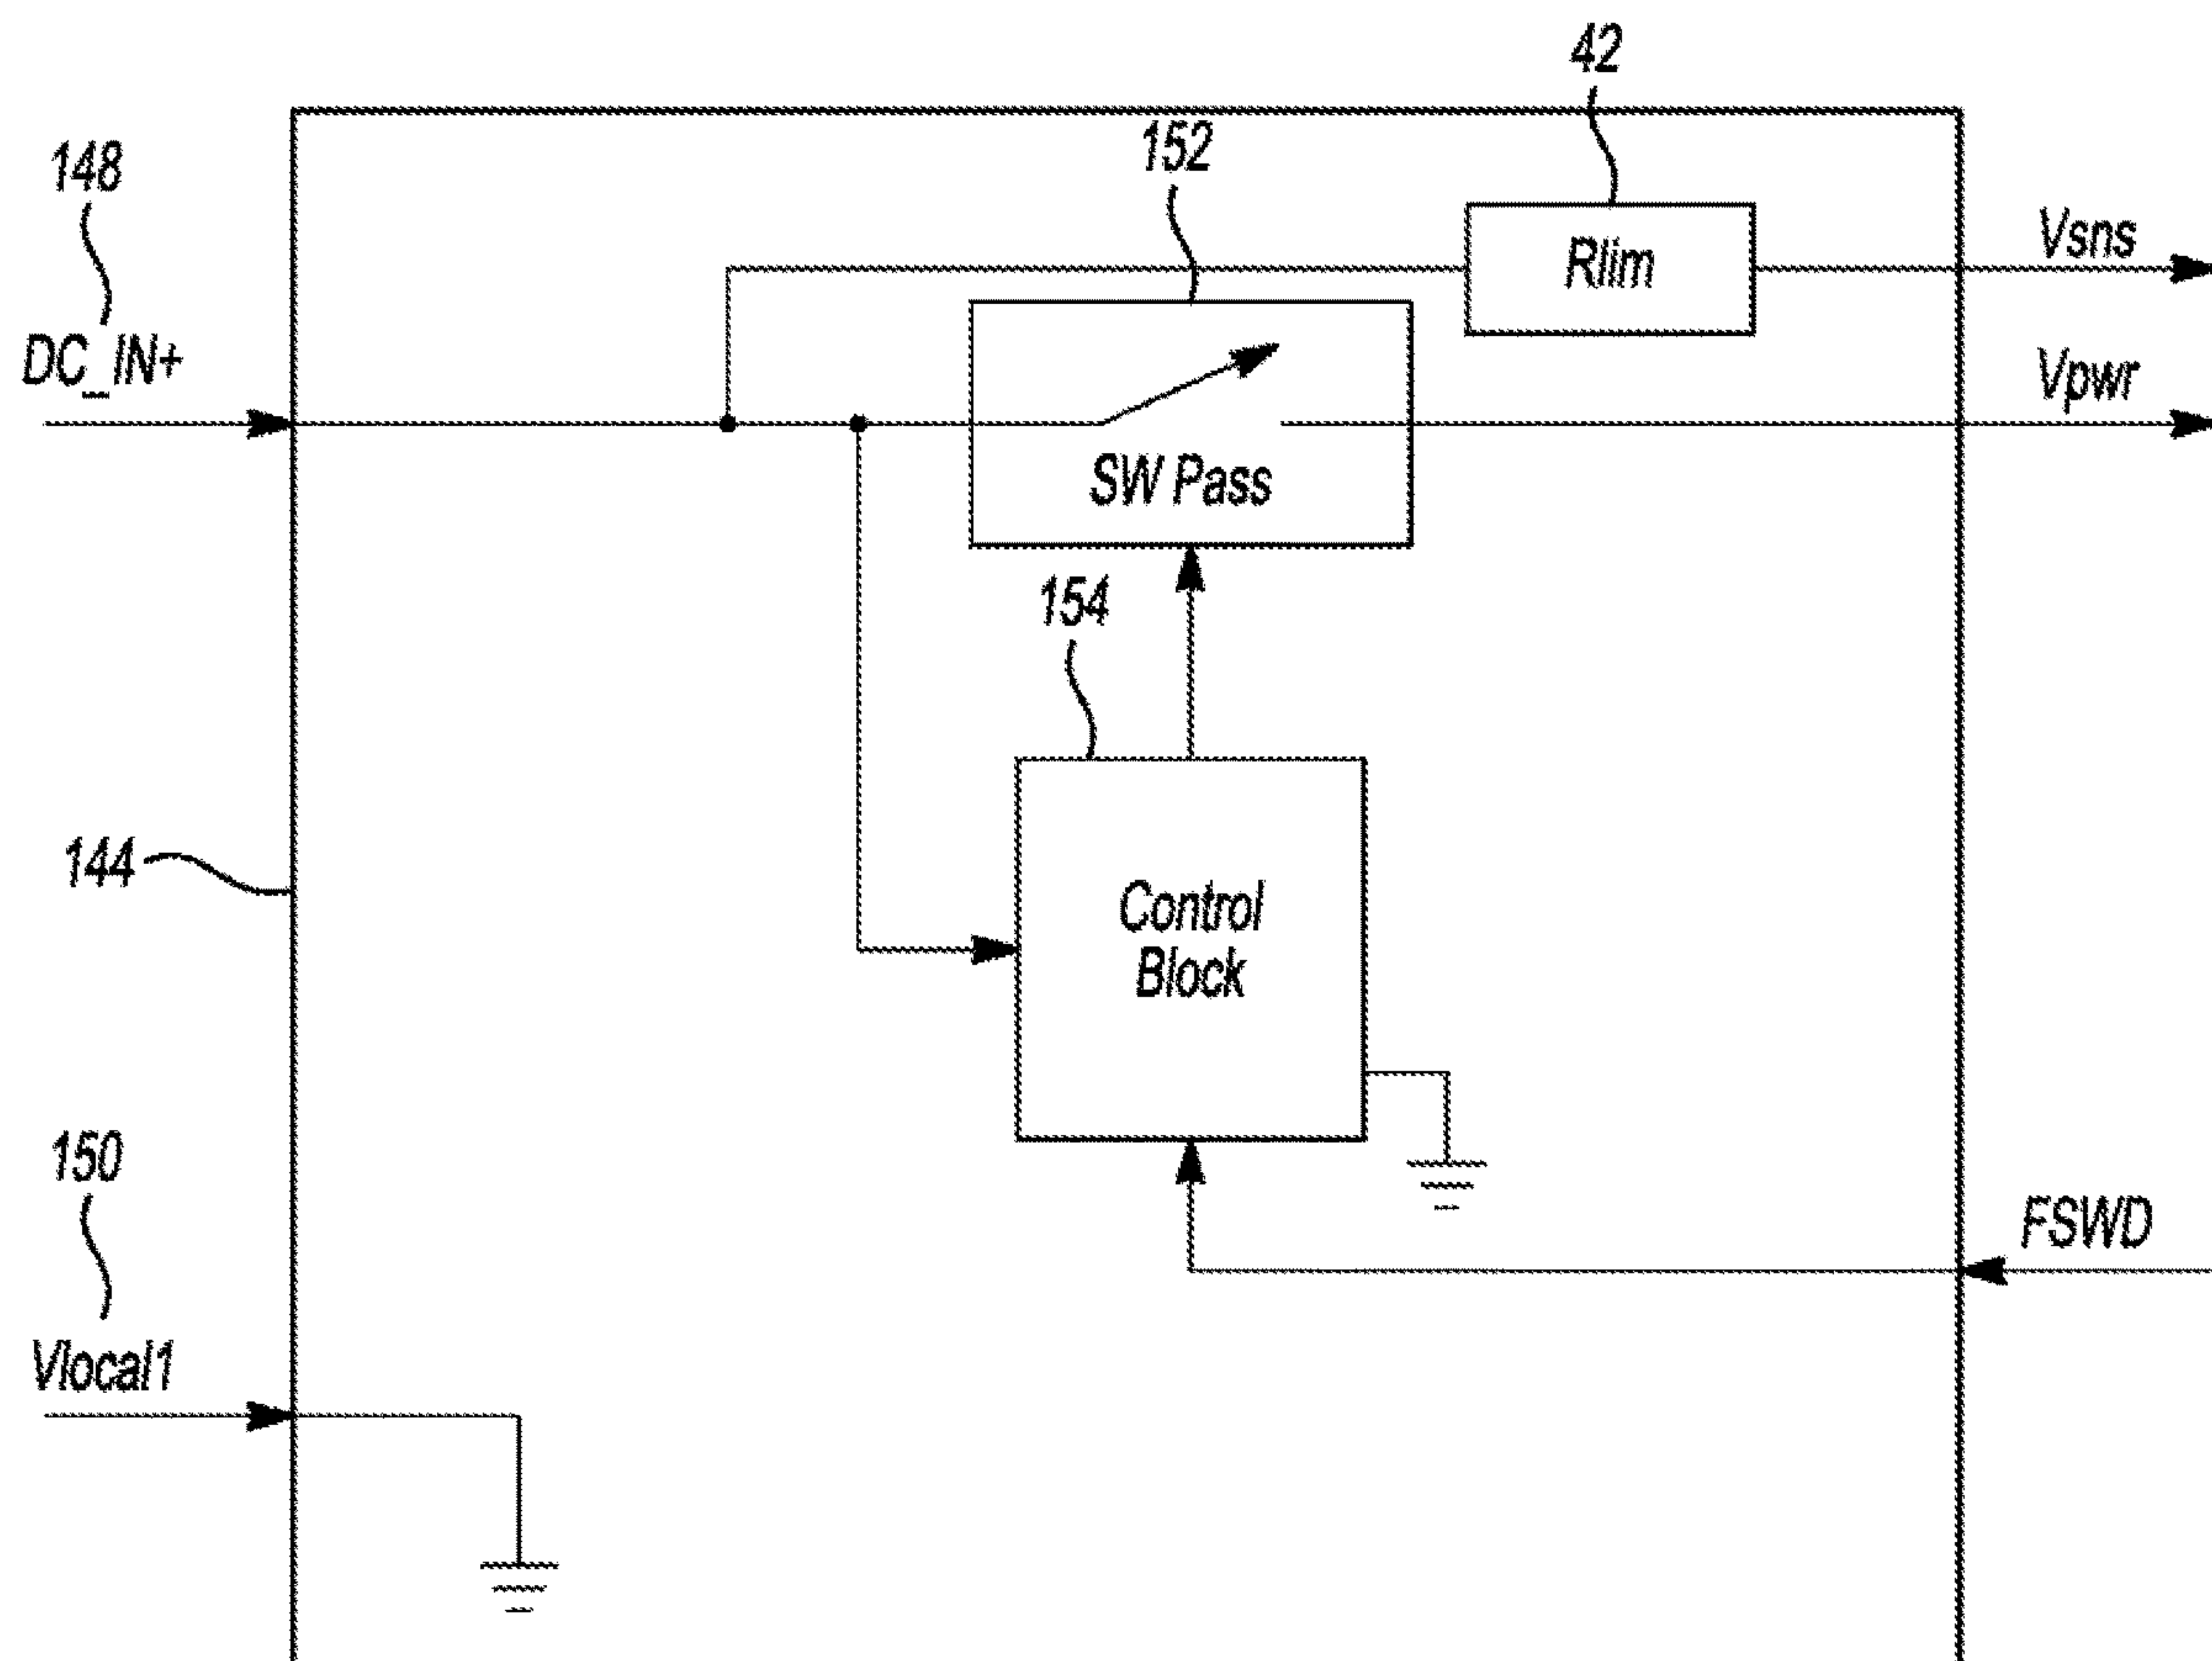 42
148
152
Rlim
Vsns
DC_IN+
Vpwr
SW Pass
154
144
Control
Block
150
FSWD
Vlocal1